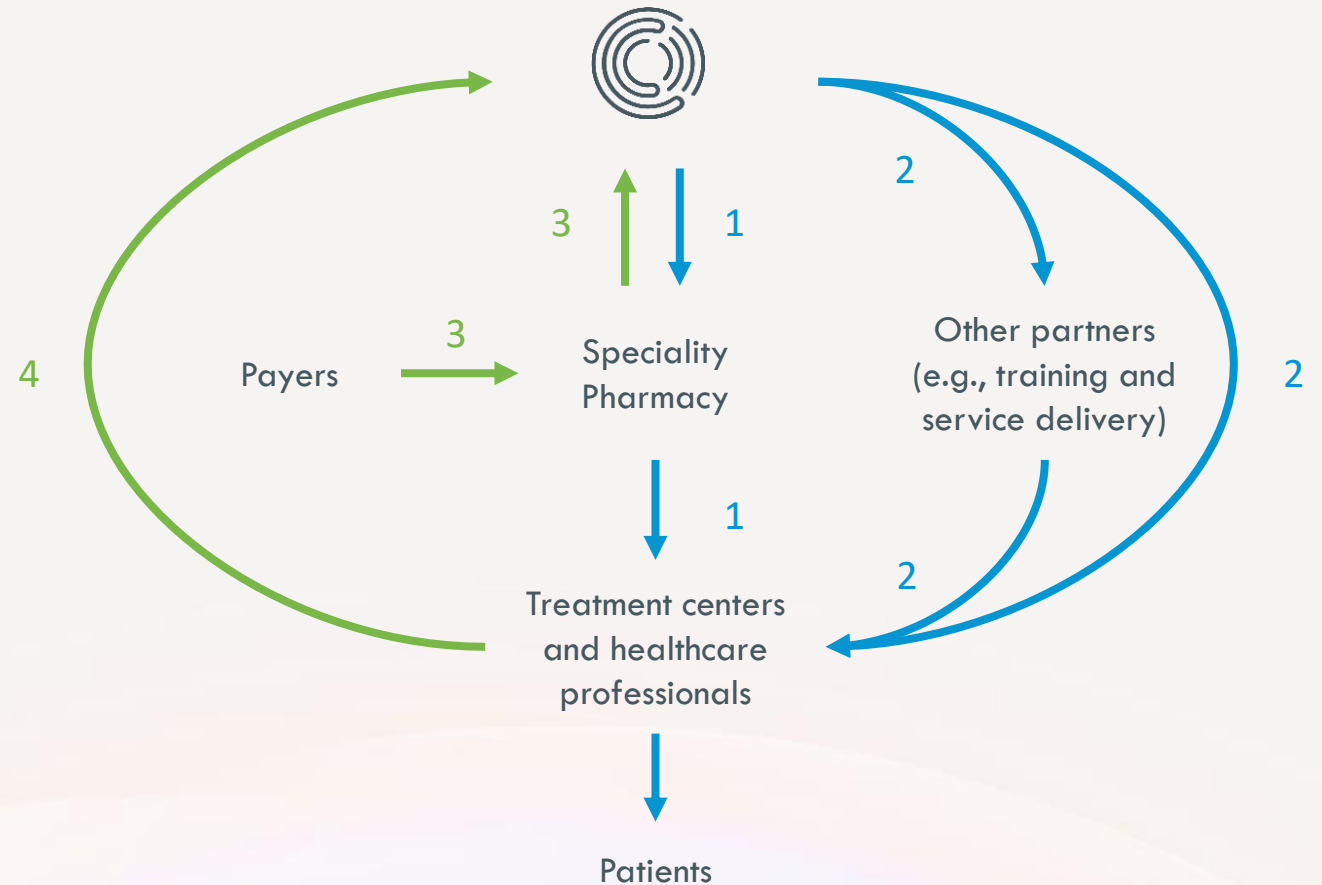 2
3
1
3
Other partners
(e.g., training and
service delivery)
Speciality
Pharmacy
Payers
4
2
1
2
Treatment centers
and healthcare
professionals
Patients